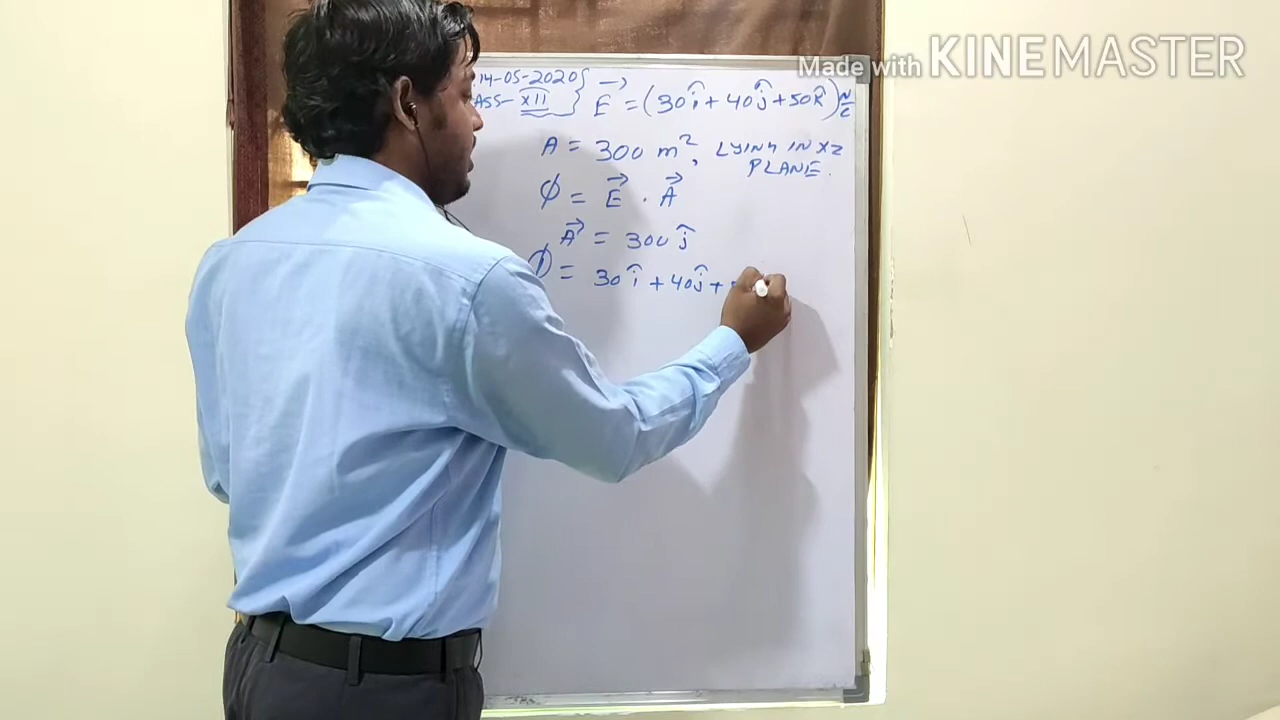 Made with KINEMASTER
14-05-2020
ASS- XII
E⃗ = (30î + 40ĵ + 50k̂) N/C
A = 300 m², LYING IN XZ
PLANE.
ϕ = E⃗ . A⃗
A⃗ = 300 ĵ
ϕ = 30î + 40ĵ +